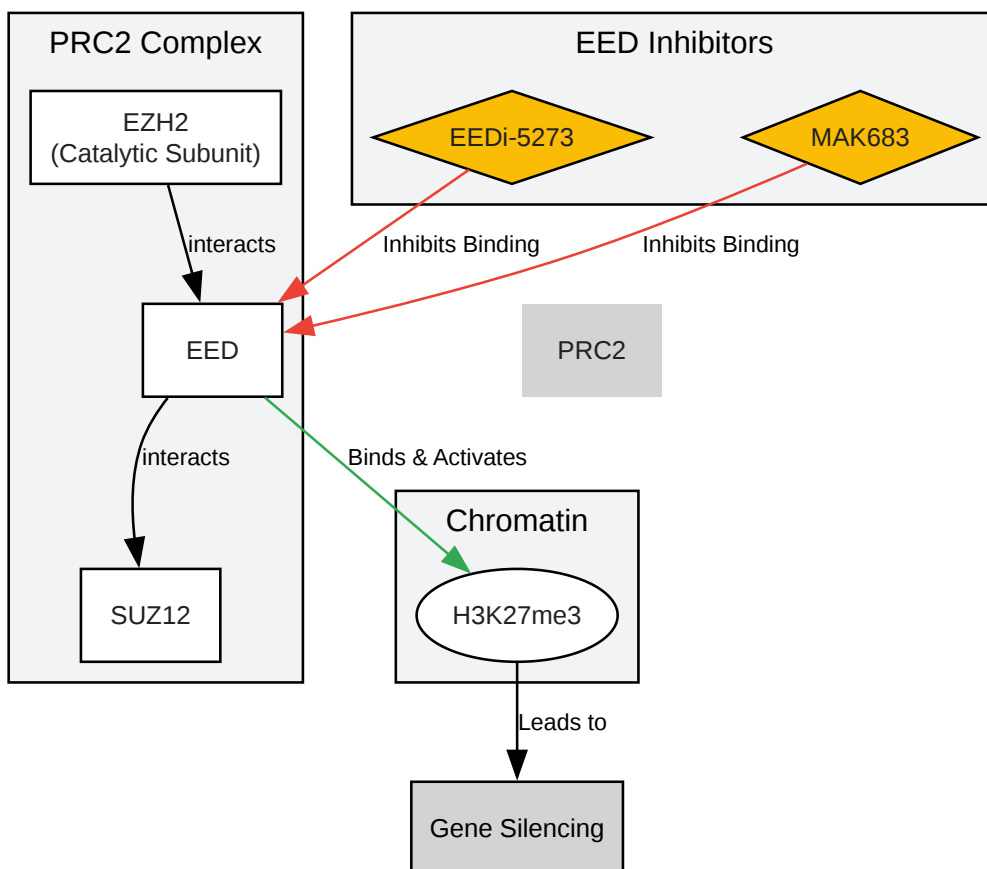 PRC2 Complex
EED Inhibitors
EZH2
(Catalytic Subunit)
EEDi-5273
MAK683
interacts
Inhibits Binding
Inhibits Binding
EED
PRC2
interacts
Binds & Activates
Chromatin
SUZ12
H3K27me3
Leads to
Gene Silencing